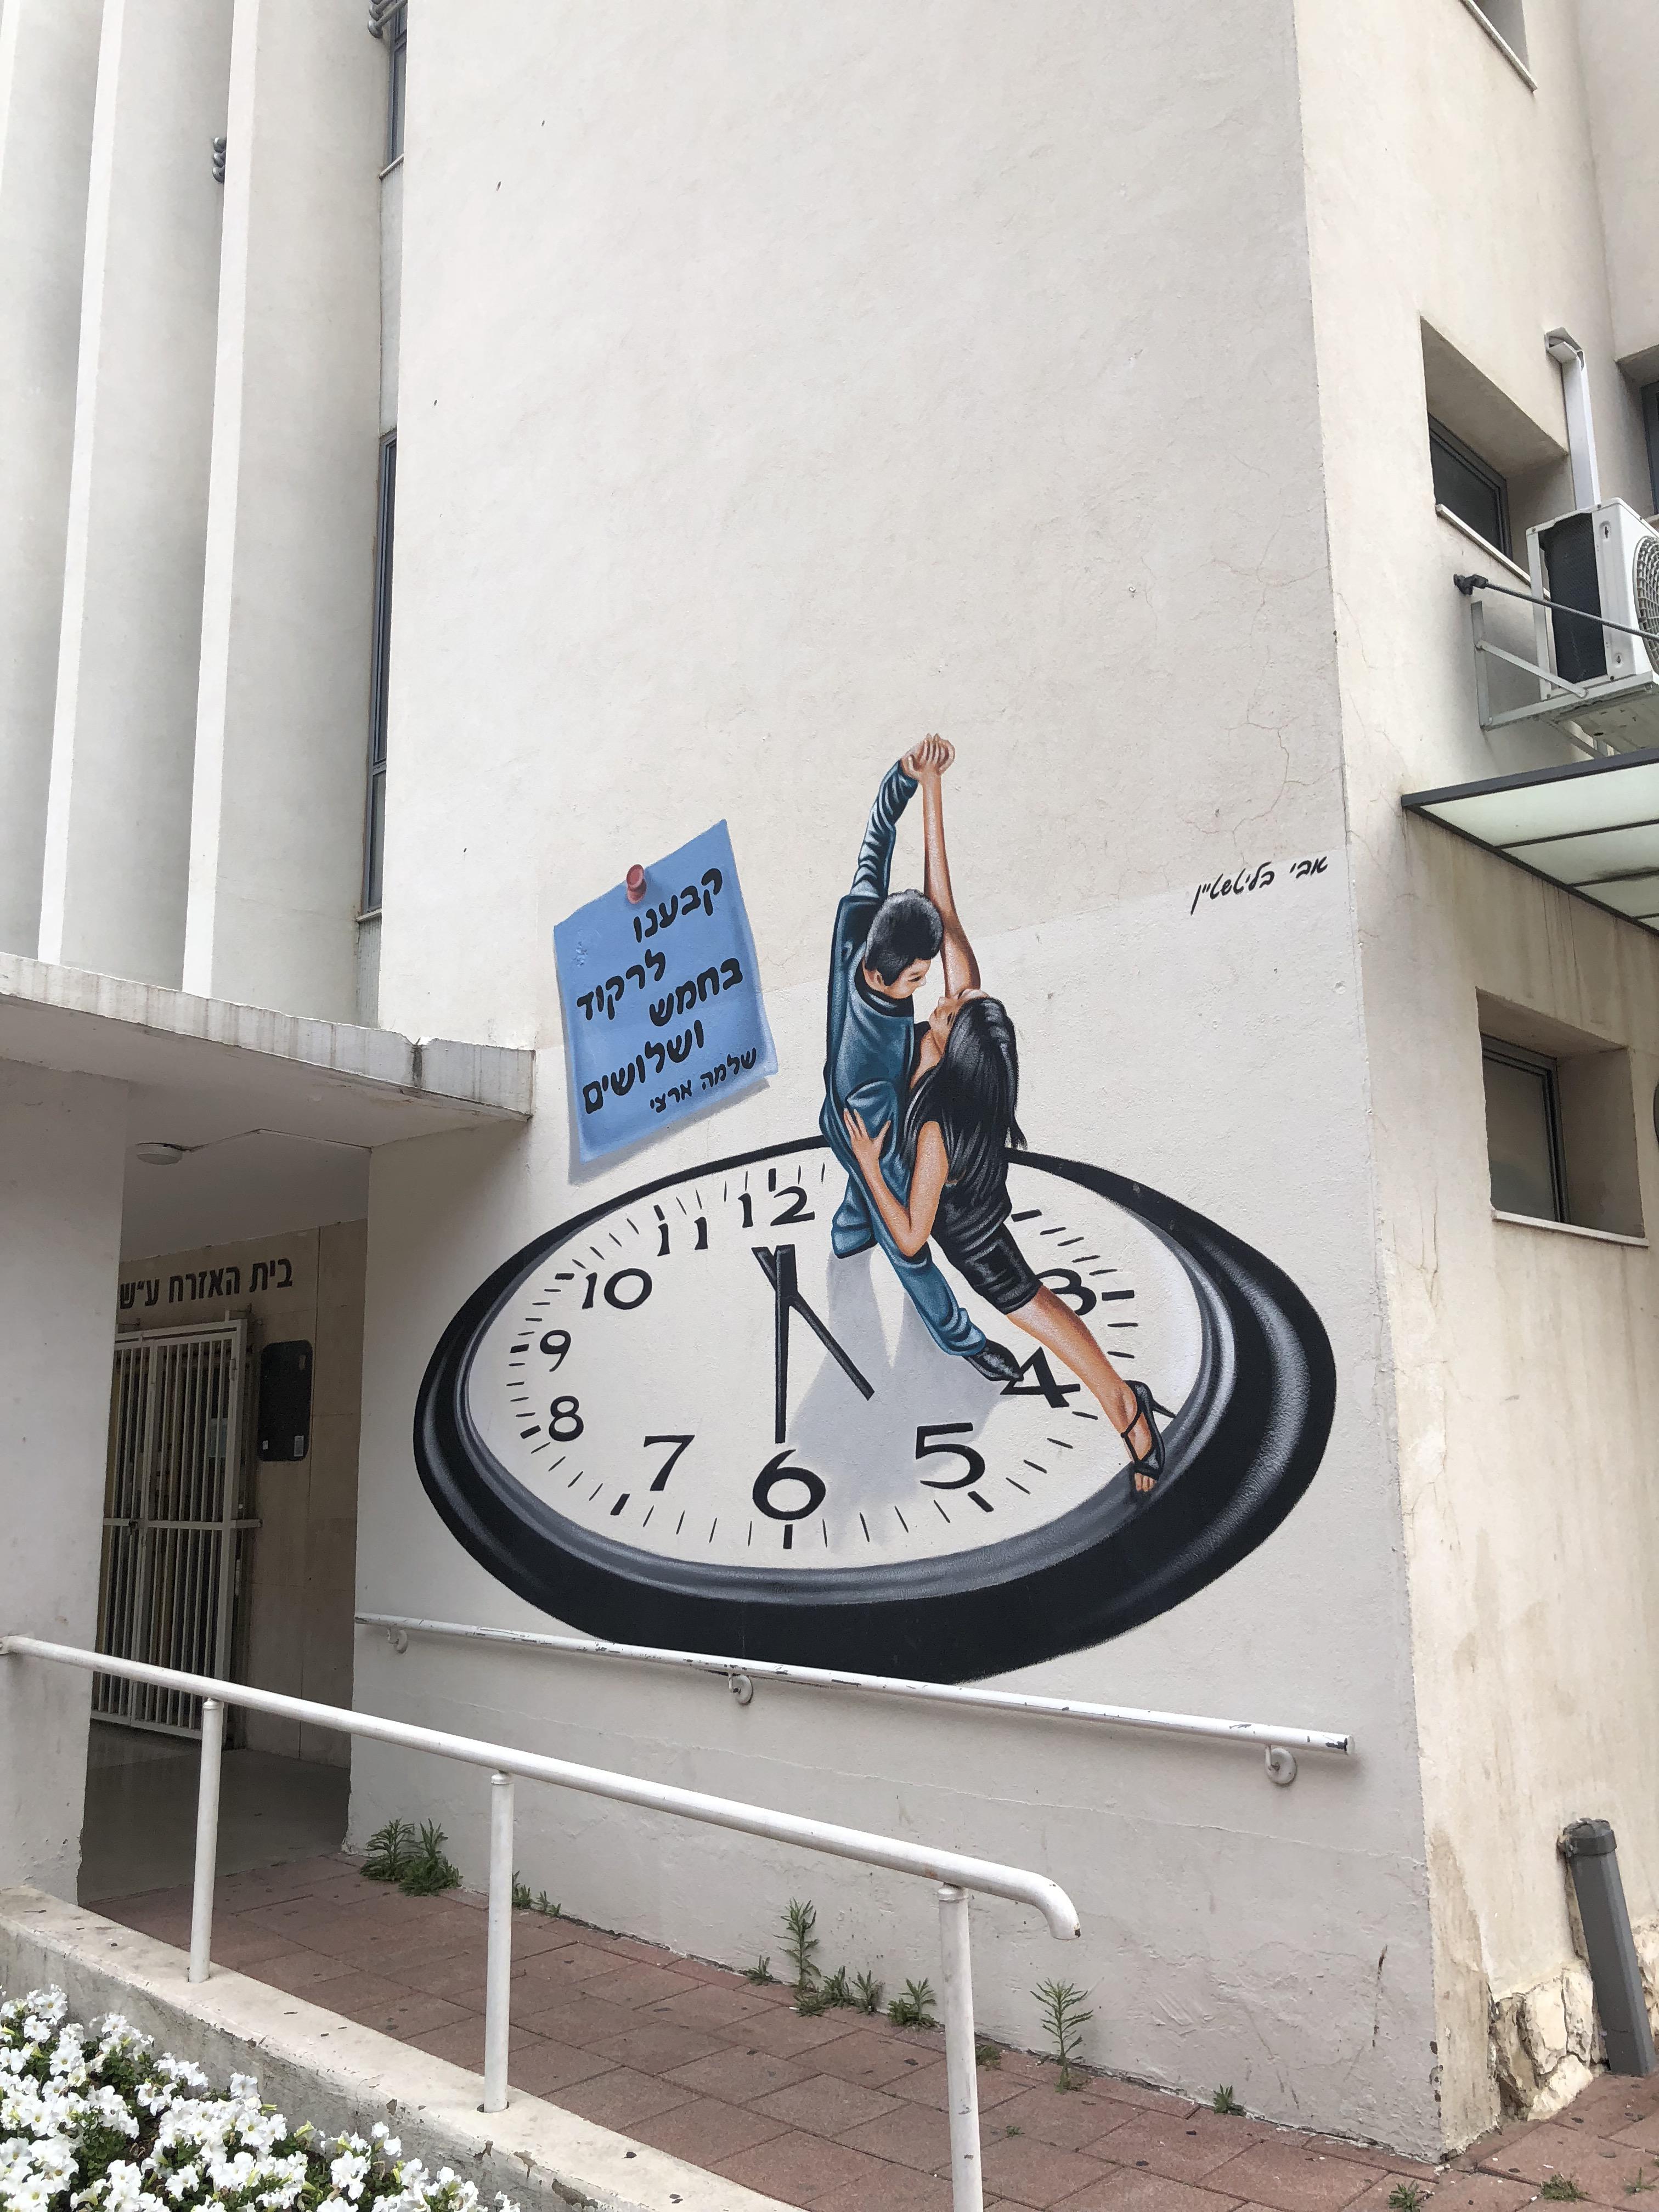 קבענו
לרקוד
בחמש
ושלושים
שלמה ארצי
אבי בליטשטיין
בית האזרח ע״ש
12
11
10
9
8
7
6
5
4
3